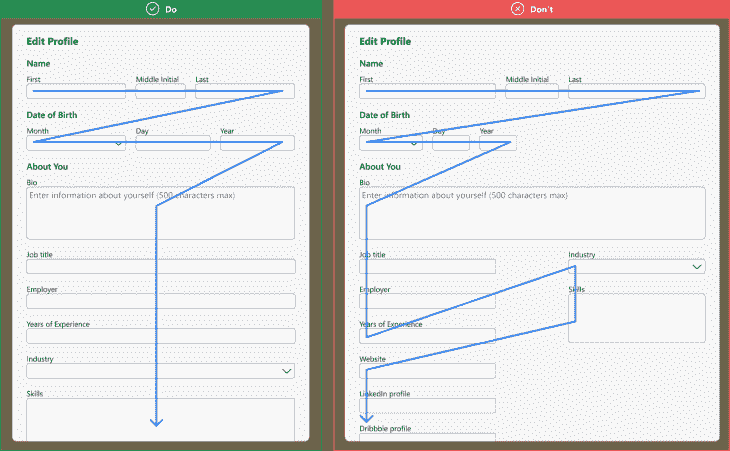 Do
Edit Profile
Name
First Middle Initial Last
Date of Birth
Month Day Year
About You
Bio
Enter information about yourself (500 characters max)
Job title
Employer
Years of Experience
Industry
Skills
Don't
Edit Profile
Name
First Middle Initial Last
Date of Birth
Month Day Year
About You
Bio
Enter information about yourself (500 characters max)
Job title Industry
Employer Skills
Years of Experience
Website
LinkedIn profile
Dribbble profile